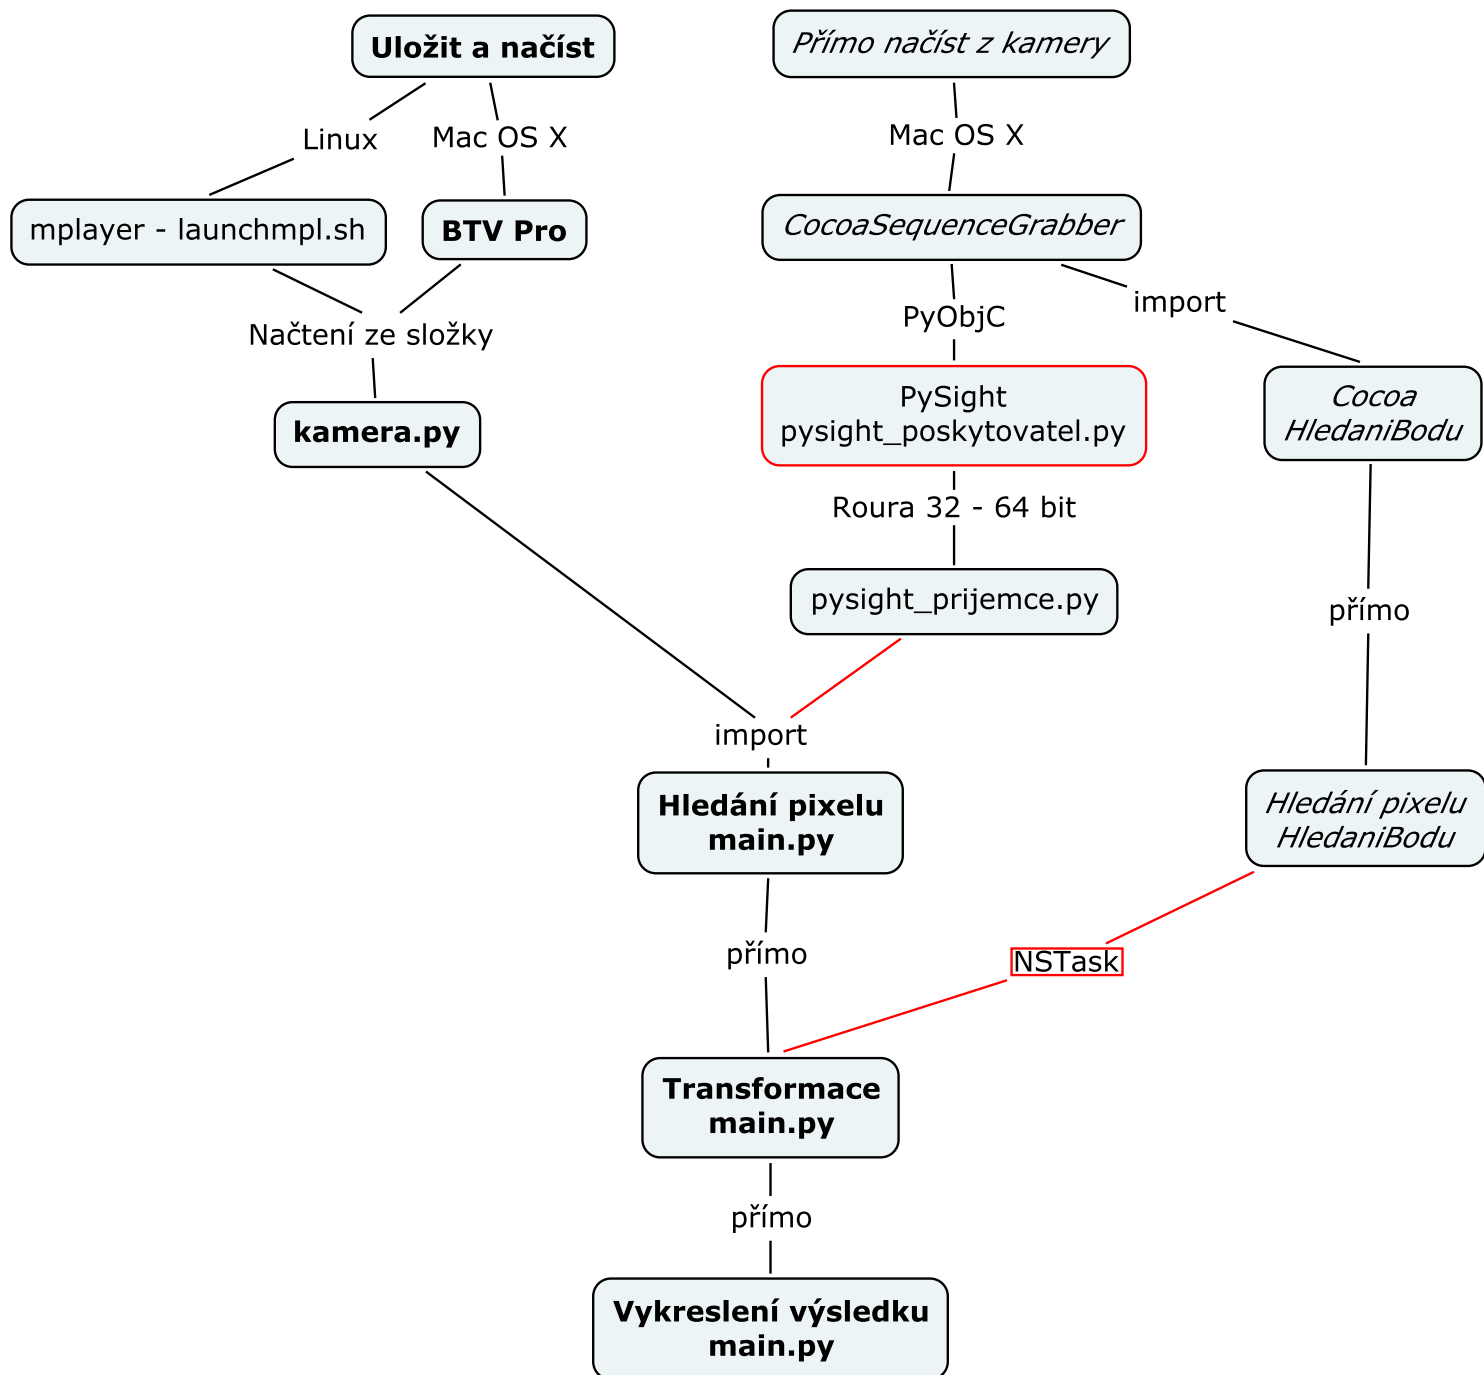 Uložit a načíst
Přímo načíst z kamery
Linux
Mac OS X
Mac OS X
mplayer - launchmpl.sh
BTV Pro
CocoaSequenceGrabber
Načtení ze složky
PyObjC
import
kamera.py
PySight
pysight_poskytovatel.py
Cocoa
HledaniBodu
Roura 32 - 64 bit
pysight_prijemce.py
přímo
import
Hledání pixelu
main.py
Hledání pixelu
HledaniBodu
přímo
NSTask
Transformace
main.py
přímo
Vykreslení výsledku
main.py